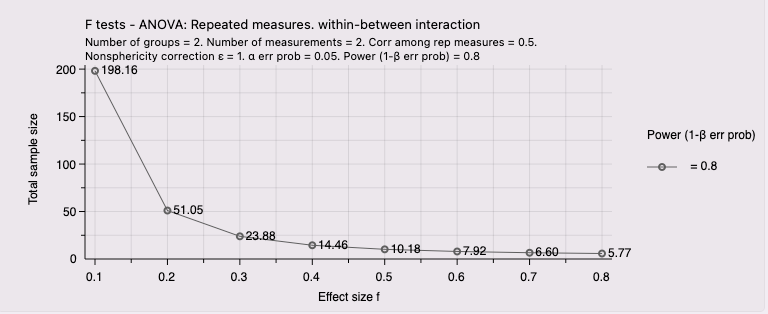 F tests - ANOVA: Repeated measures. within-between interaction
Number of groups = 2. Number of measurements = 2. Corr among rep measures = 0.5.
Nonsphericity correction ε = 1. α err prob = 0.05. Power (1-β err prob) = 0.8
200
198.16
150
Total sample size
100
50
51.05
23.88
14.46
10.18
7.92
6.60
5.77
0
0.1 0.2 0.3 0.4 0.5 0.6 0.7 0.8
Effect size f
Power (1-β err prob)
= 0.8